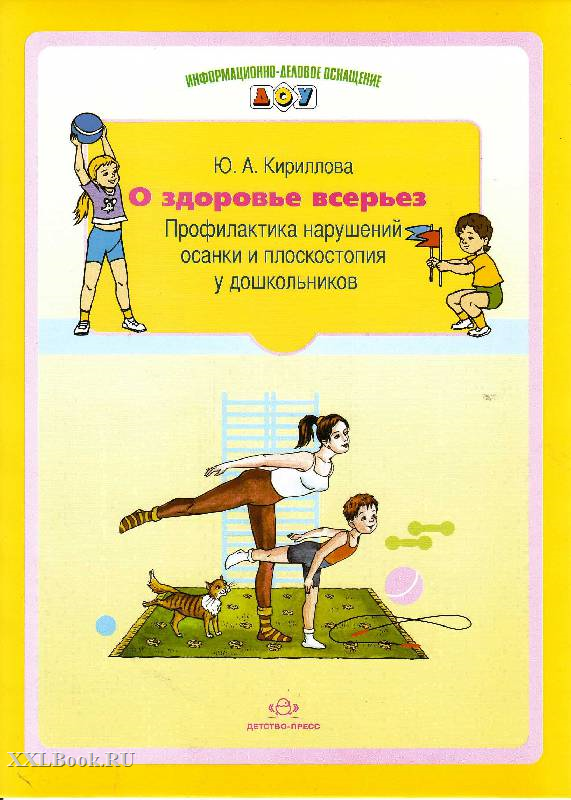 ИНФОРМАЦИОННО-ДЕЛОВОЕ ОСНАЩЕНИЕ
ДОУ
Ю. А. Кириллова
О здоровье всерьез
Профилактика нарушений
осанки и плоскостопия
у дошкольников
ДЕТСТВО-ПРЕСС
XXLBook.RU